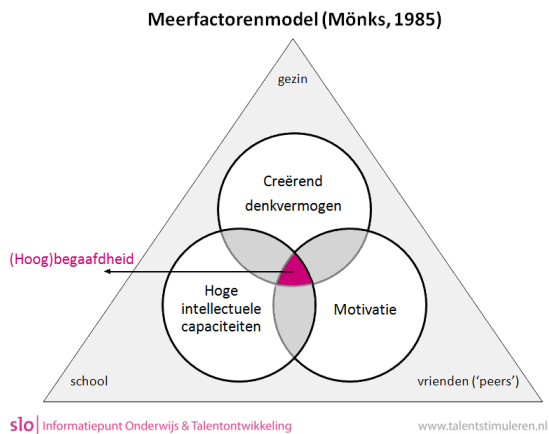 Meerfactorenmodel (Mönks, 1985)
gezin
Creërend
denkvermogen
(Hoog)begaafdheid
Hoge
intellectuele
capaciteiten
Motivatie
school
vrienden (‘peers’)
slo | Informatiepunt Onderwijs & Talentontwikkeling
www.talentstimuleren.nl